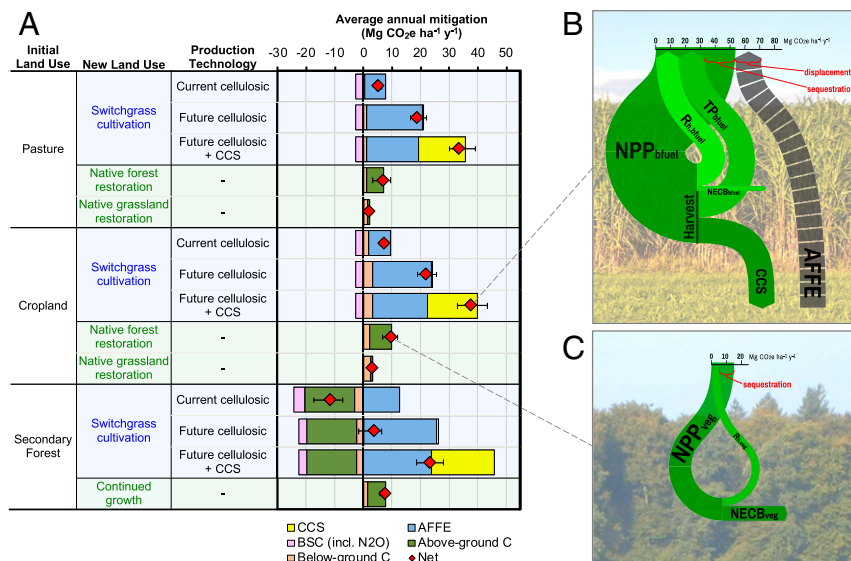 A
Average annual mitigation
(Mg CO₂e ha⁻¹ y⁻¹)
Initial
Land Use
New Land Use
Production
Technology
-30 -20 -10 0 10 20 30 40 50
Pasture
Switchgrass
cultivation
Current cellulosic
Future cellulosic
Future cellulosic
+ CCS
Native forest
restoration
-
Native grassland
restoration
-
Cropland
Switchgrass
cultivation
Current cellulosic
Future cellulosic
Future cellulosic
+ CCS
Native forest
restoration
-
Native grassland
restoration
-
Secondary
Forest
Switchgrass
cultivation
Current cellulosic
Future cellulosic
Future cellulosic
+ CCS
Continued
growth
-
CCS
AFFE
BSC (incl. N2O)
Above-ground C
Below-ground C
Net
B
0 10 20 30 40 50 60 70 80 Mg CO₂e ha⁻¹ y⁻¹
displacement
sequestration
NPPbfuel
Rh,bfuel
TPbfuel
NECBbfuel
Harvest
CCS
AFFE
C
0 10 20 Mg CO₂e ha⁻¹ y⁻¹
sequestration
NPPveg
NECBveg